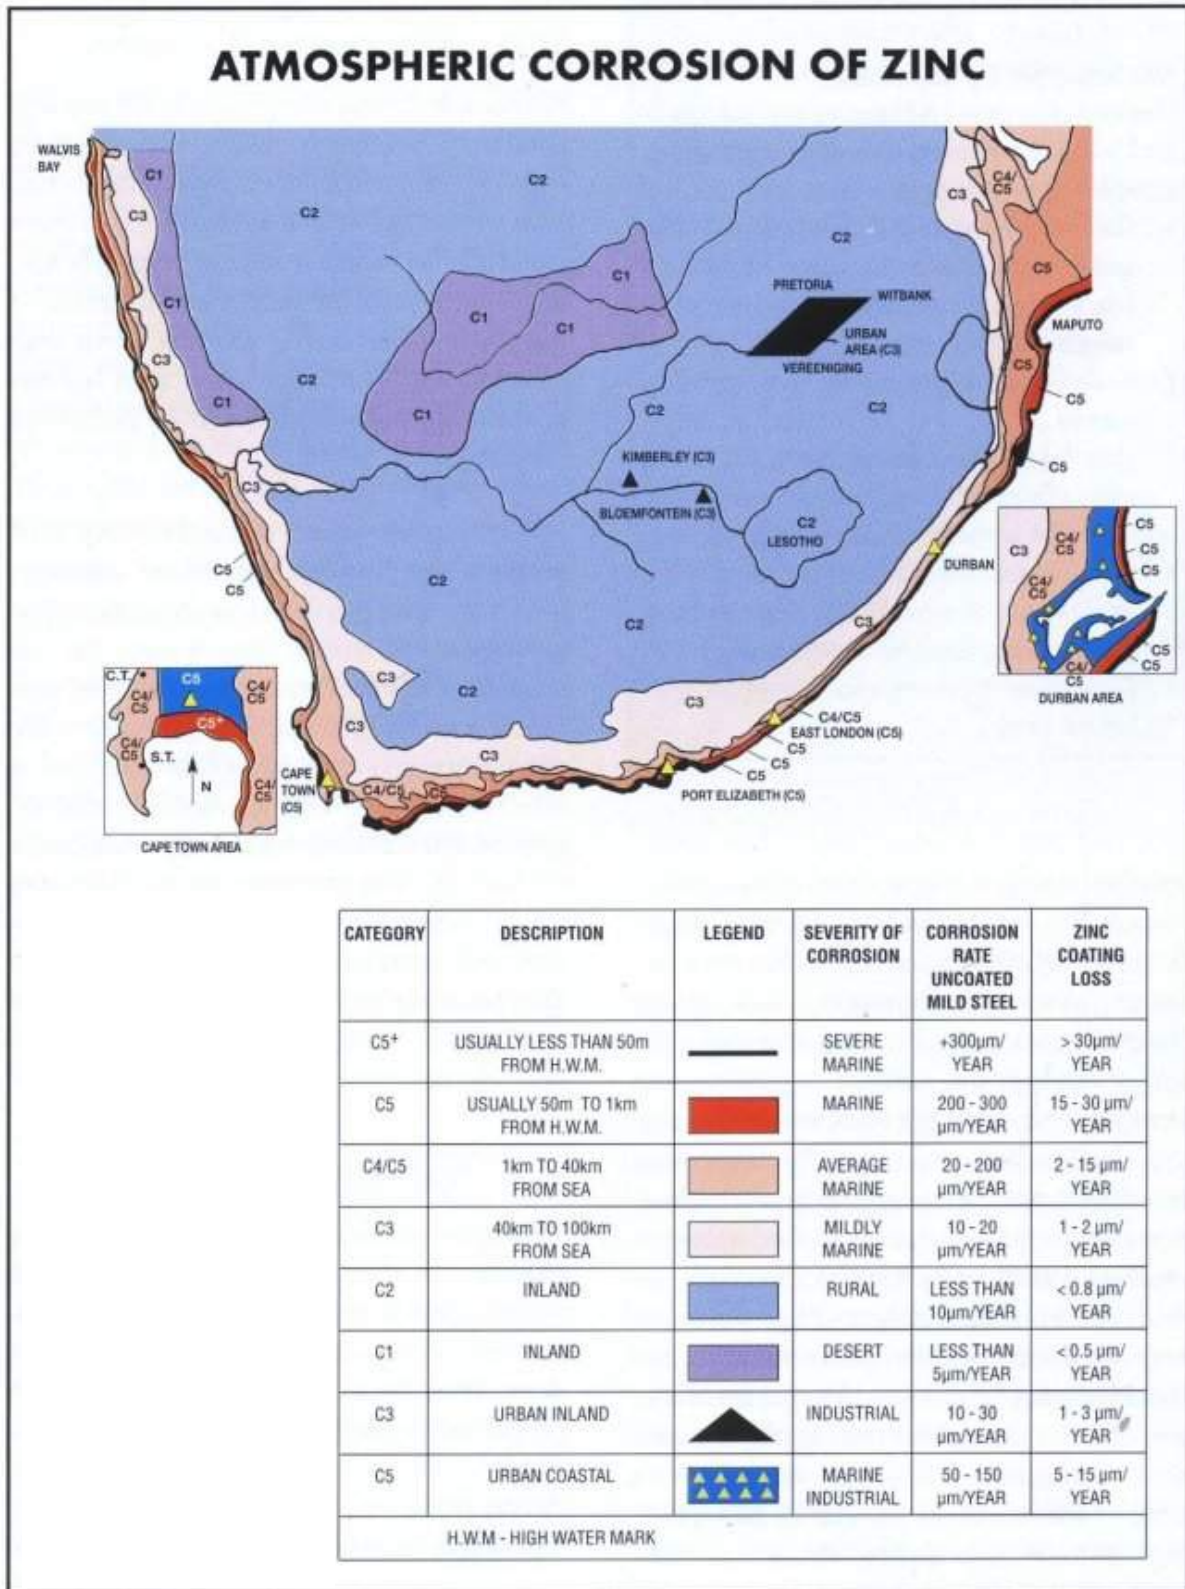 ATMOSPHERIC CORROSION OF ZINC
WALVIS
BAY
C1
C3
C2
C2
C2
C3
C4/
C5
C5
C1
C1
C1
C1
PRETORIA
WITBANK
URBAN
AREA (C3)
VEREENIGING
MAPUTO
C3
C2
C1
C1
C2
C2
C5
C5
C5
KIMBERLEY (C3)
BLOEMFONTEIN (C3)
C3
C2
LESOTHO
DURBAN
C5
C5
C2
C2
C3
C3
C2
C3
C3
C3
C4/C5
EAST LONDON (C5)
C5
C5
C5
PORT ELIZABETH (C5)
C4/C5
C5
CAPE
TOWN
(C5)
C3
C4/
C5
C4/
C5
C5
C5
C5
C5
C5
C4/
C5
DURBAN AREA
C.T.
C5
C4/
C5
C4/
C5
C5+
C4/
C5
S.T.
N
C4/
C5
CAPE TOWN AREA
CATEGORY DESCRIPTION LEGEND SEVERITY OF CORROSION CORROSION RATE UNCOATED MILD STEEL ZINC COATING LOSS
C5+ USUALLY LESS THAN 50m FROM H.W.M. SEVERE MARINE +300µm/ YEAR > 30µm/ YEAR
C5 USUALLY 50m TO 1km FROM H.W.M. MARINE 200 - 300 µm/YEAR 15 - 30 µm/ YEAR
C4/C5 1km TO 40km FROM SEA AVERAGE MARINE 20 - 200 µm/YEAR 2 - 15 µm/ YEAR
C3 40km TO 100km FROM SEA MILDLY MARINE 10 - 20 µm/YEAR 1 - 2 µm/ YEAR
C2 INLAND RURAL LESS THAN 10µm/YEAR < 0.8 µm/ YEAR
C1 INLAND DESERT LESS THAN 5µm/YEAR < 0.5 µm/ YEAR
C3 URBAN INLAND INDUSTRIAL 10 - 30 µm/YEAR 1 - 3 µm/ YEAR
C5 URBAN COASTAL MARINE INDUSTRIAL 50 - 150 µm/YEAR 5 - 15 µm/ YEAR
H.W.M - HIGH WATER MARK